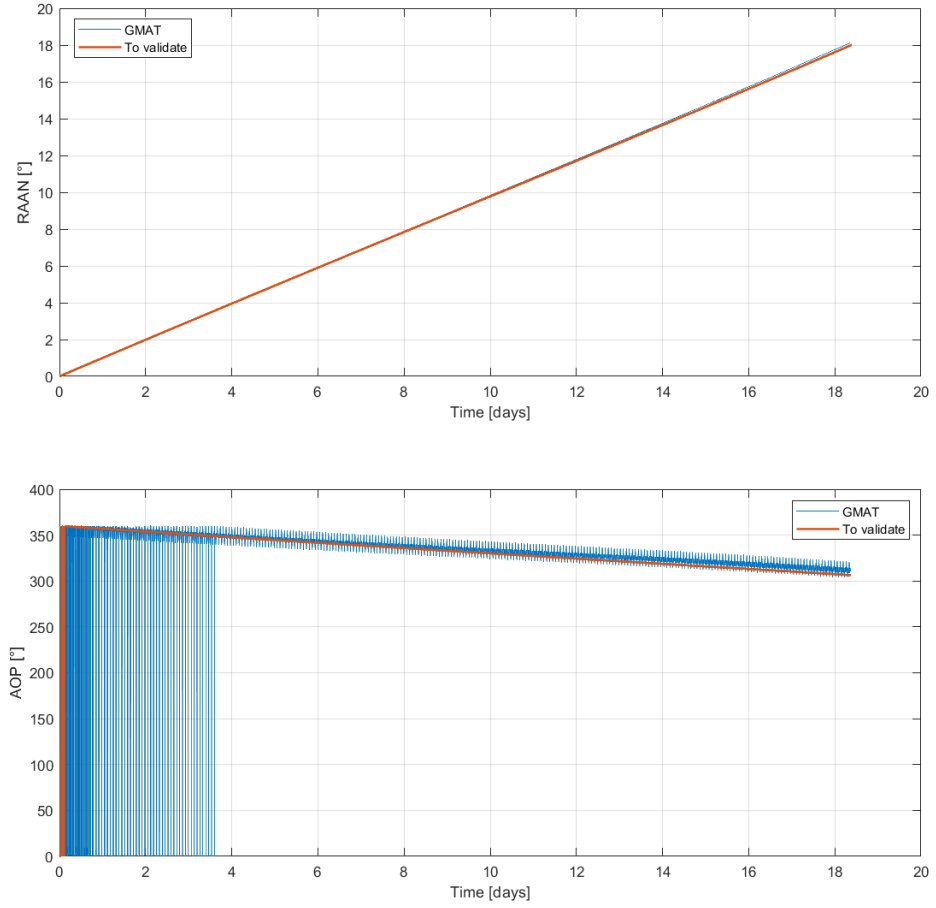 20
18
16
14
12
10
8
6
4
2
0
RAAN [°]
GMAT
To validate
0 2 4 6 8 10 12 14 16 18 20
Time [days]
400
350
300
250
200
150
100
50
0
AOP [°]
GMAT
To validate
0 2 4 6 8 10 12 14 16 18 20
Time [days]